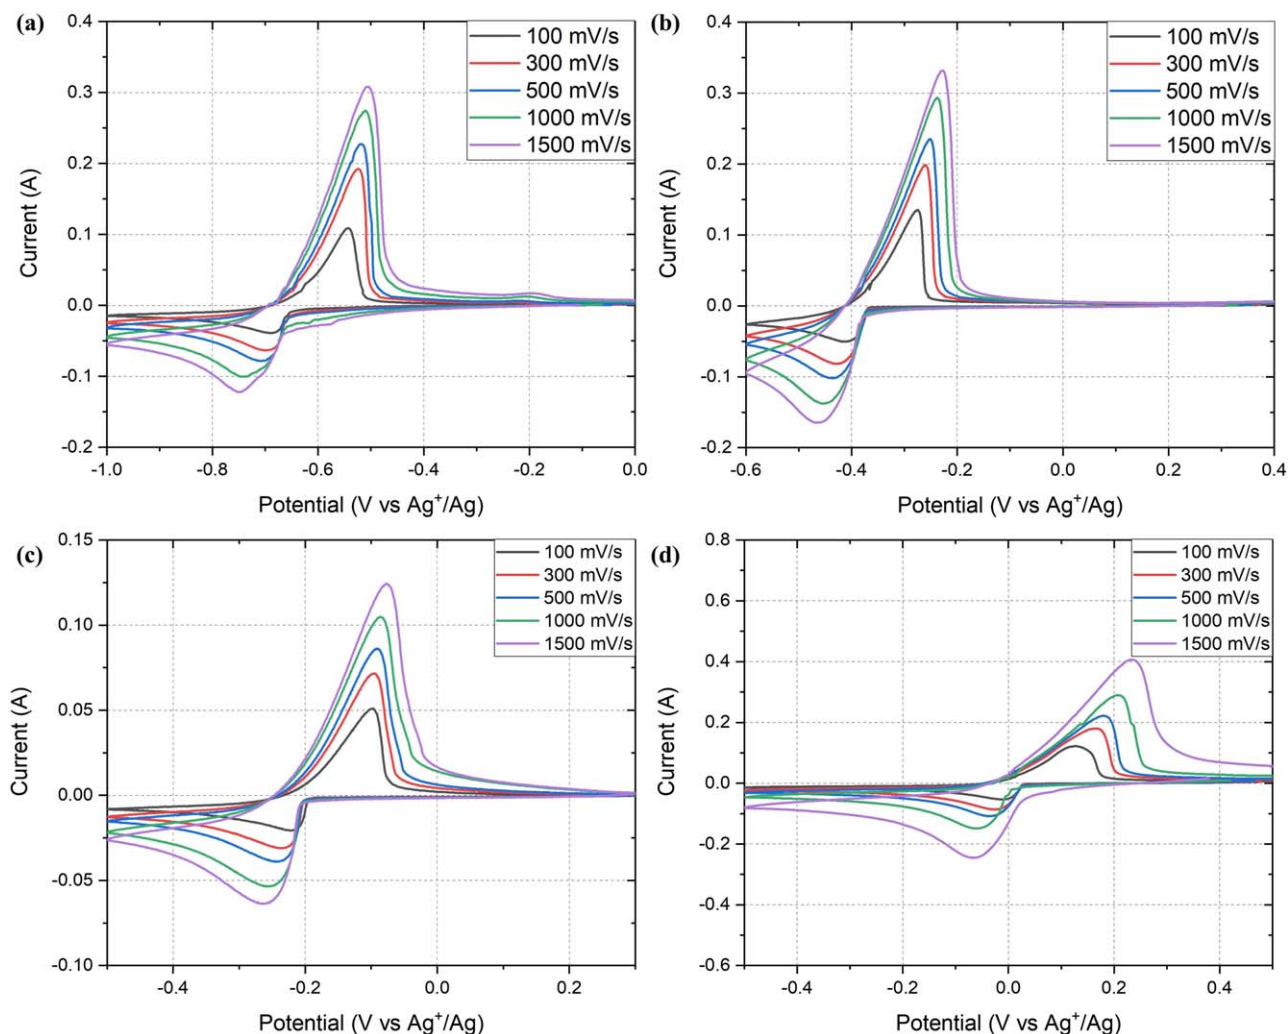 (a)
0.4
0.3
0.2
0.1
0.0
-0.1
-0.2
Current (A)
-1.0 -0.8 -0.6 -0.4 -0.2 0.0
Potential (V vs Ag⁺/Ag)
100 mV/s
300 mV/s
500 mV/s
1000 mV/s
1500 mV/s
(b)
0.4
0.3
0.2
0.1
0.0
-0.1
-0.2
Current (A)
-0.6 -0.4 -0.2 0.0 0.2 0.4
Potential (V vs Ag⁺/Ag)
100 mV/s
300 mV/s
500 mV/s
1000 mV/s
1500 mV/s
(c)
0.15
0.10
0.05
0.00
-0.05
-0.10
Current (A)
-0.4 -0.2 0.0 0.2
Potential (V vs Ag⁺/Ag)
100 mV/s
300 mV/s
500 mV/s
1000 mV/s
1500 mV/s
(d)
0.8
0.6
0.4
0.2
0.0
-0.2
-0.4
-0.6
Current (A)
-0.4 -0.2 0.0 0.2 0.4
Potential (V vs Ag⁺/Ag)
100 mV/s
300 mV/s
500 mV/s
1000 mV/s
1500 mV/s